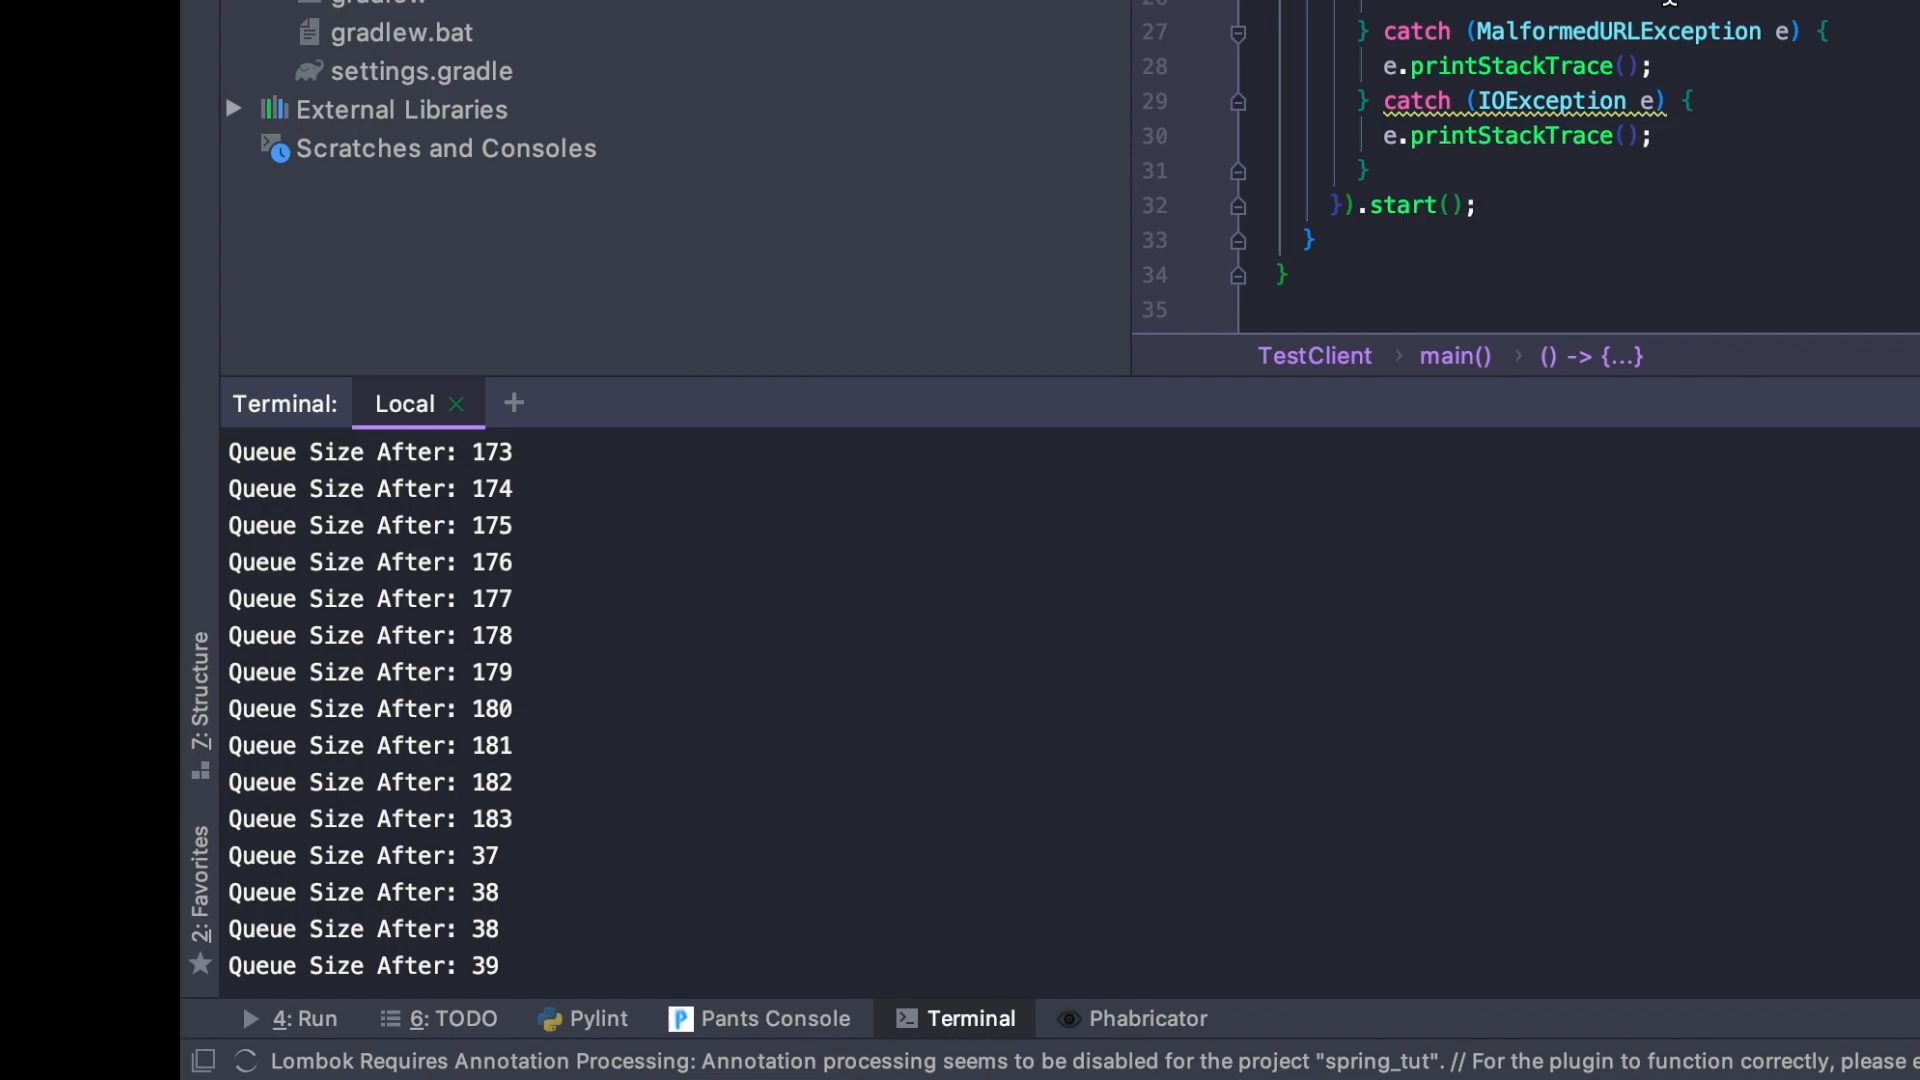 gradlew
gradlew.bat
settings.gradle
External Libraries
Scratches and Consoles
26
27 } catch (MalformedURLException e) {
28 e.printStackTrace();
29 } catch (IOException e) {
30 e.printStackTrace();
31 }
32 }).start();
33 }
34 }
35
TestClient › main() › () -> {...}
Terminal: Local × +
Queue Size After: 173
Queue Size After: 174
Queue Size After: 175
Queue Size After: 176
Queue Size After: 177
Queue Size After: 178
Queue Size After: 179
Queue Size After: 180
Queue Size After: 181
Queue Size After: 182
Queue Size After: 183
Queue Size After: 37
Queue Size After: 38
Queue Size After: 38
Queue Size After: 39
7: Structure
2: Favorites
4: Run 6: TODO Pylint Pants Console Terminal Phabricator
Lombok Requires Annotation Processing: Annotation processing seems to be disabled for the project "spring_tut". // For the plugin to function correctly, please e